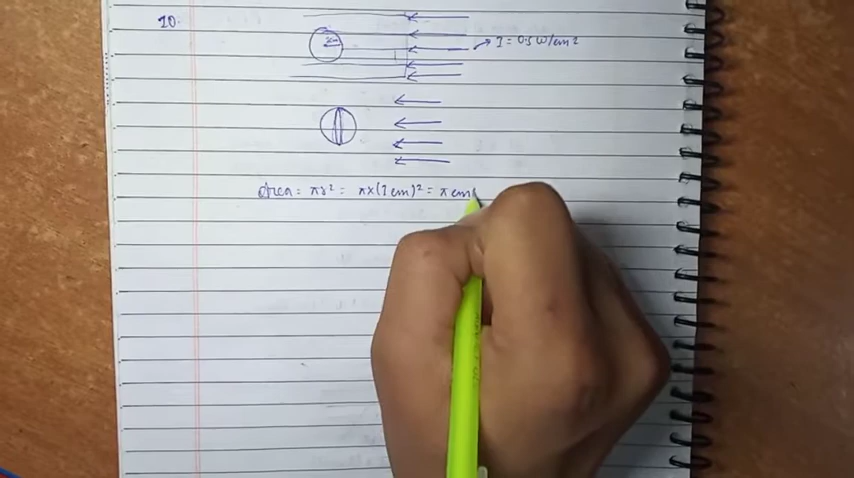 10.
I = 0.5 W/cm²
Area = πr² = π×(1 cm)² = π cm